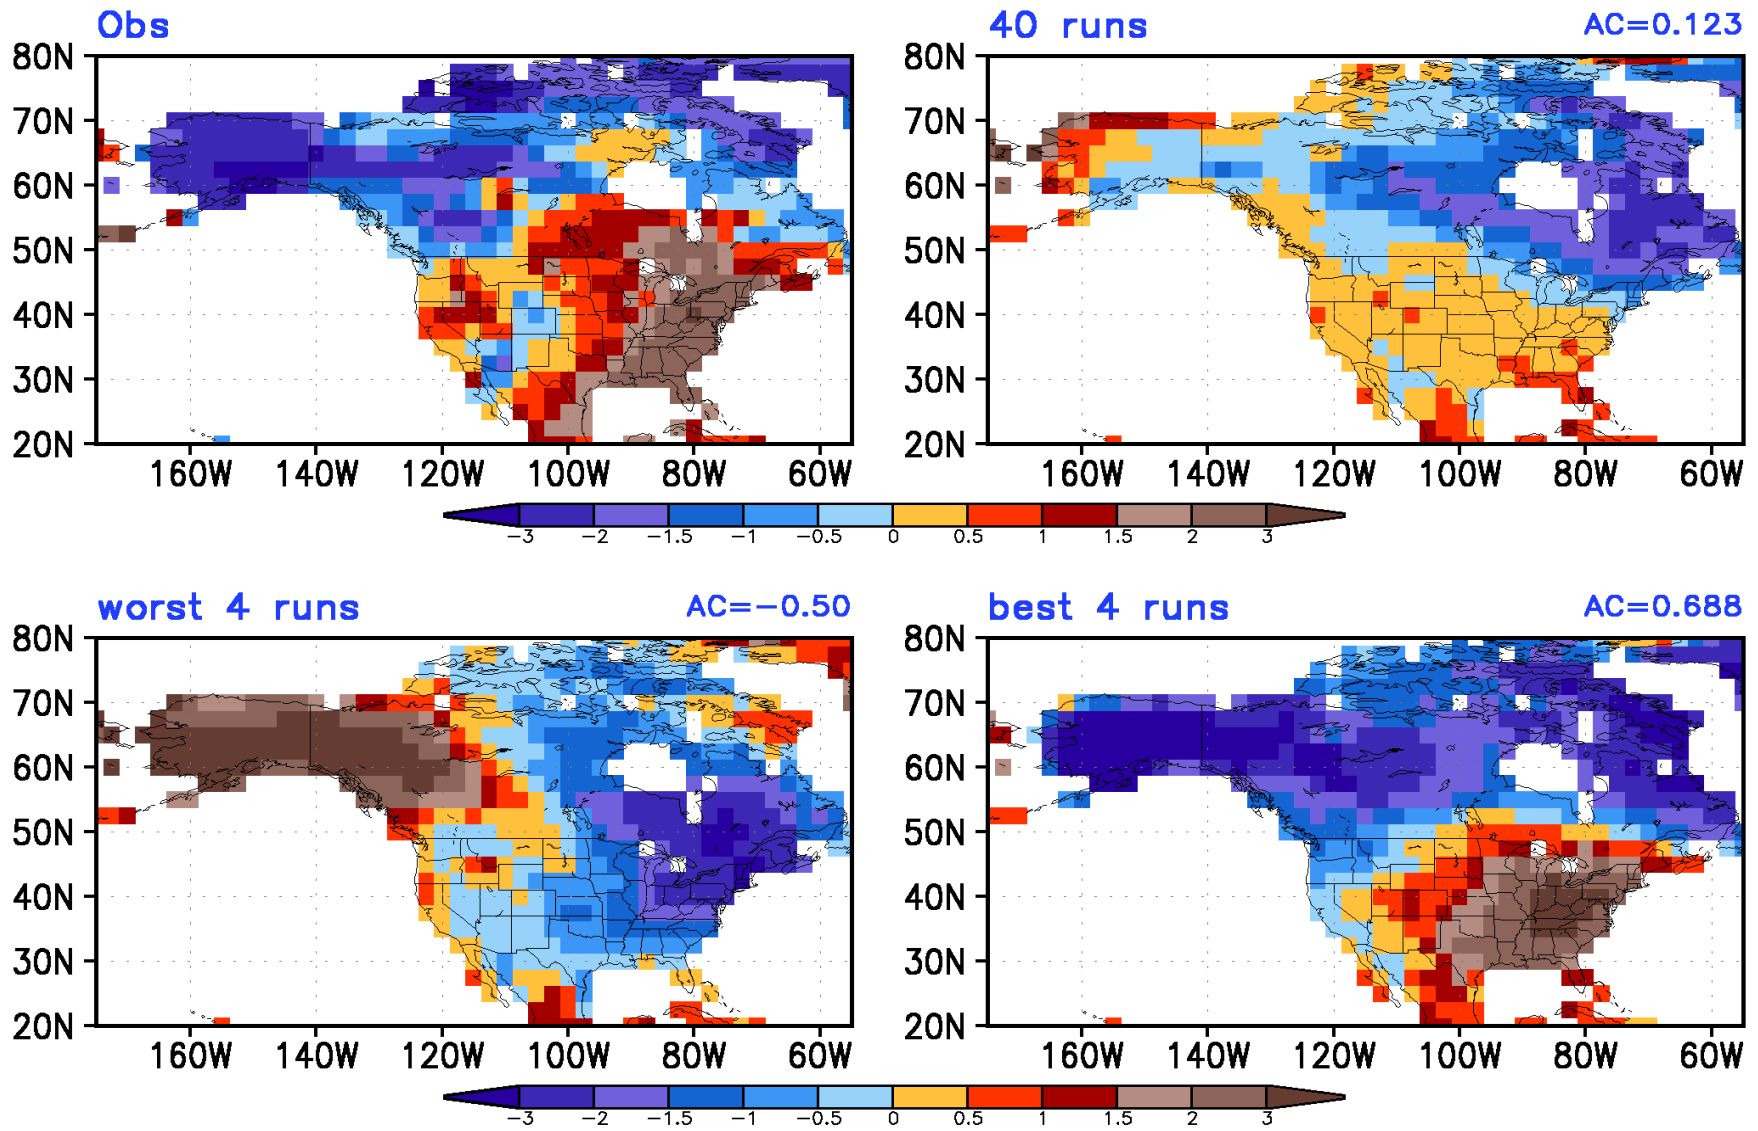 Obs
40 runs AC=0.123
80N 80N
70N 70N
60N 60N
50N 50N
40N 40N
30N 30N
20N 20N
160W 140W 120W 100W 80W 60W 160W 140W 120W 100W 80W 60W
-3 -2 -1.5 -1 -0.5 0 0.5 1 1.5 2 3
worst 4 runs AC=-0.50
best 4 runs AC=0.688
80N 80N
70N 70N
60N 60N
50N 50N
40N 40N
30N 30N
20N 20N
160W 140W 120W 100W 80W 60W 160W 140W 120W 100W 80W 60W
-3 -2 -1.5 -1 -0.5 0 0.5 1 1.5 2 3